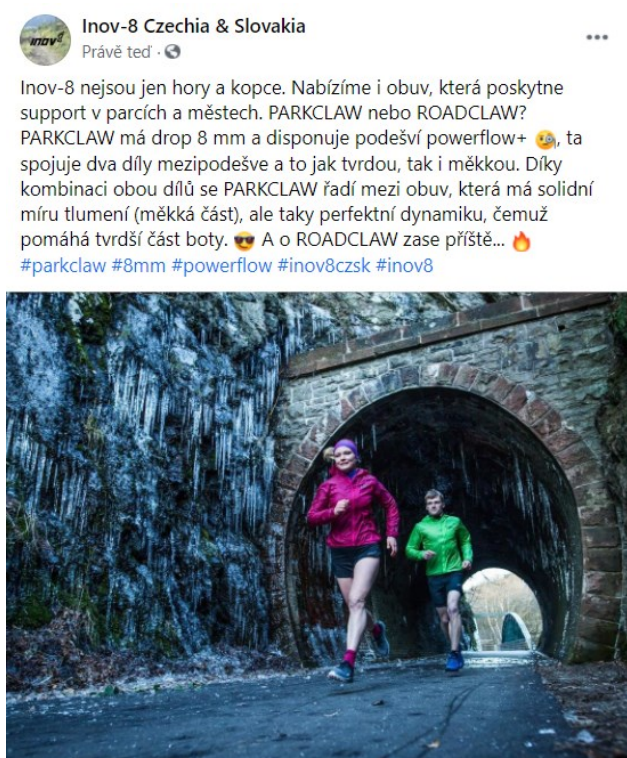 inov8
Inov-8 Czechia & Slovakia
Právě teď ·
Inov-8 nejsou jen hory a kopce. Nabízíme i obuv, která poskytne
support v parcích a městech. PARKCLAW nebo ROADCLAW?
PARKCLAW má drop 8 mm a disponuje podešví powerflow+ 🧐, ta
spojuje dva díly mezipodešve a to jak tvrdou, tak i měkkou. Díky
kombinaci obou dílů se PARKCLAW řadí mezi obuv, která má solidní
míru tlumení (měkká část), ale taky perfektní dynamiku, čemuž
pomáhá tvrdší část boty. 😎 A o ROADCLAW zase příště... 🔥
#parkclaw #8mm #powerflow #inov8czsk #inov8